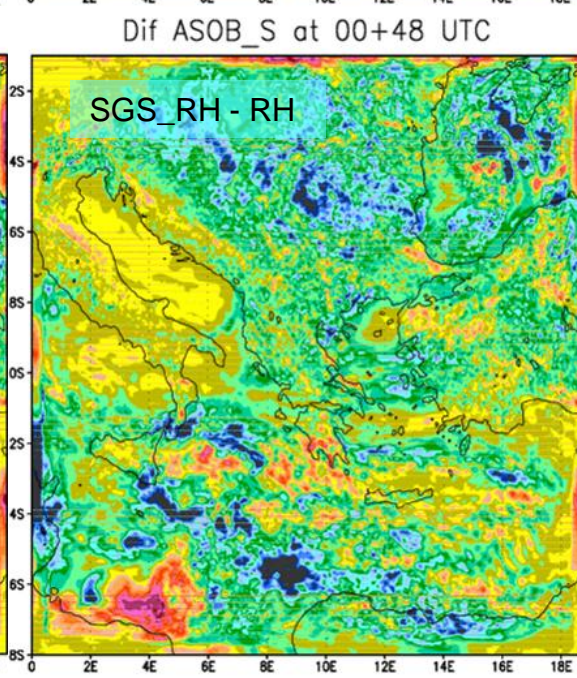 Dif ASOB_S at 00+48 UTC
SGS_RH - RH
2S
4S
6S
8S
0S
2S
4S
6S
8S
0 2E 4E 6E 8E 10E 12E 14E 16E 18E